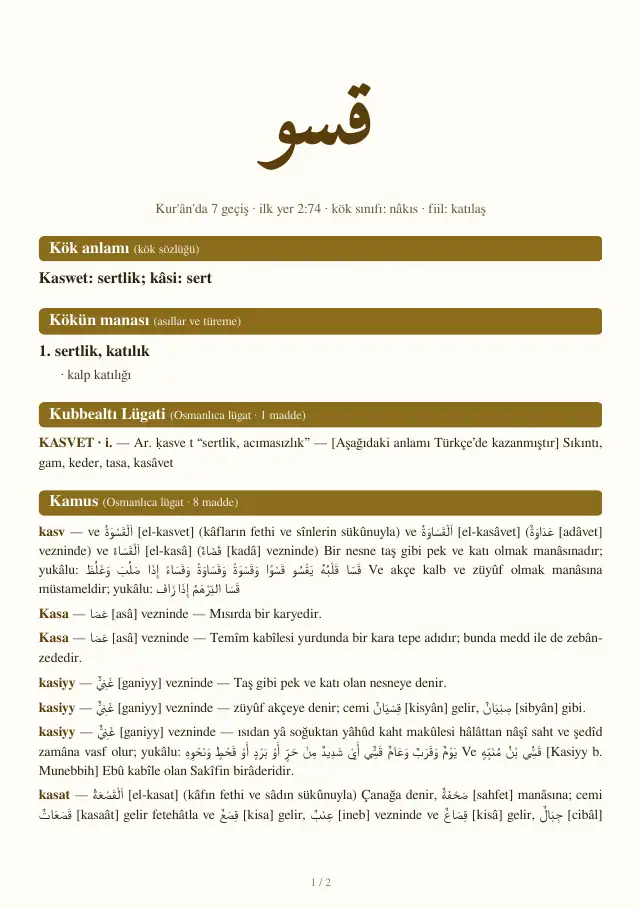 قسو
Kur'ân'da 7 geçiş · ilk yer 2:74 · kök sınıfı: nâkıs · fiil: katılaş
Kök anlamı (kök sözlüğü)
Kaswet: sertlik; kâsi: sert
Kökün manası (asıllar ve türeme)
1. sertlik, katılık
· kalp katılığı
Kubbealtı Lügati (Osmanlıca lügat · 1 madde)
KASVET · i. — Ar. ḳasve t “sertlik, acımasızlık” — [Aşağıdaki anlamı Türkçe’de kazanmıştır] Sıkıntı,
gam, keder, tasa, kasâvet
Kamus (Osmanlıca lügat · 8 madde)
kasv — ve اَلْقَسْوَةُ [el-kasvet] (kâfların fethi ve sînlerin sükûnuyla) ve اَلْقَسَاوَةُ [el-kasâvet] (عَدَاوَةٌ [adâvet]
vezninde) ve اَلْقَسَاءُ [el-kasâ] (قَضَاءٌ [kadâ] vezninde) Bir nesne taş gibi pek ve katı olmak manâsınadır;
yukâlu: قَسَا قَلْبُهُ يَقْسُو قَسْوًا وَقَسْوَةً وَقَسَاوَةً وَقَسَاءً إِذَا صَلُبَ وَغَلُظَ Ve akçe kalb ve züyûf olmak manâsına
müstameldir; yukâlu: قَسَا الدِّرْهَمُ إِذَا زَافَ
Kasa — عَصَا [asâ] vezninde — Mısırda bir karyedir.
Kasa — عَصَا [asâ] vezninde — Temîm kabîlesi yurdunda bir kara tepe adıdır; bunda medd ile de zebân-
zededir.
kasiyy — غَنِيٌّ [ganiyy] vezninde — Taş gibi pek ve katı olan nesneye denir.
kasiyy — غَنِيٌّ [ganiyy] vezninde — züyûf akçeye denir; cemi قِسْيَانٌ [kisyân] gelir, صِبْيَانٌ [sibyân] gibi.
kasiyy — غَنِيٌّ [ganiyy] vezninde — ısıdan yâ soğuktan yâhûd kaht makûlesi hâlâttan nâşî saht ve şedîd
zamâna vasf olur; yukâlu: يَوْمٌ وَقَرَبٌ وَعَامٌ قَسِيٌّ أَيْ شَدِيدٌ مِنْ حَرٍّ أَوْ بَرْدٍ أَوْ قَحْطٍ وَنَحْوِهِ Ve قَسِيُّ بْنُ مُنَبِّهٍ [Kasiyy b.
Munebbih] Ebû kabîle olan Sakîfin birâderidir.
kasat — اَلْقَصْعَةُ [el-kasat] (kâfın fethi ve sâdın sükûnuyla) Çanağa denir, صَحْفَةٌ [sahfet] manâsına; cemi
قَصَعَاتٌ [kasaât] gelir fetehâtla ve قِصَعٌ [kisa] gelir, عِنَبٌ [ineb] vezninde ve قِصَاعٌ [kisâ] gelir, جِبَالٌ [cibâl]
1 / 2